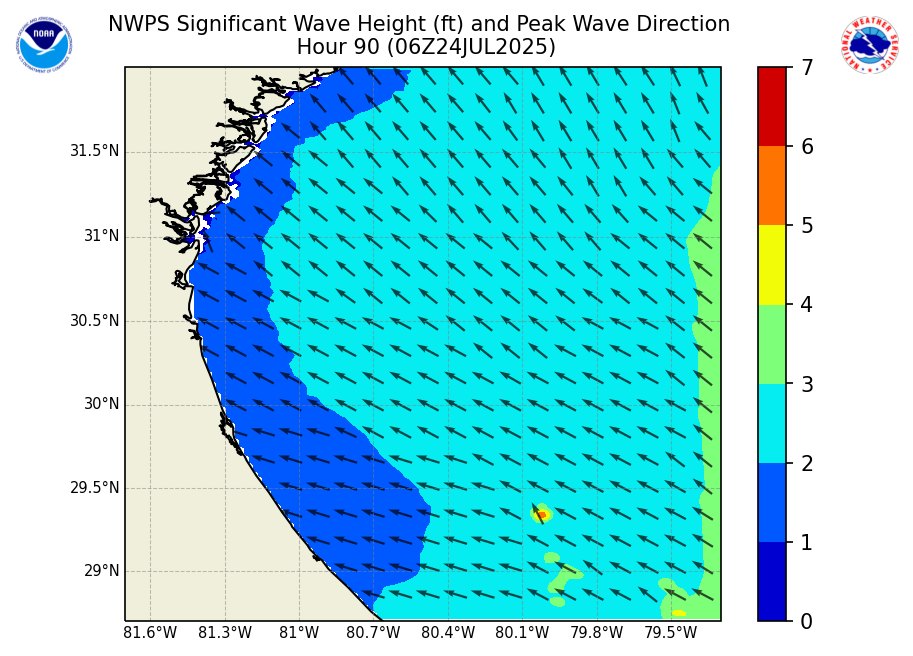 NWPS Significant Wave Height (ft) and Peak Wave Direction
Hour 90 (06Z24JUL2025)
NOAA
NATIONAL WEATHER SERVICE
31.5°N
31°N
30.5°N
30°N
29.5°N
29°N
81.6°W 81.3°W 81°W 80.7°W 80.4°W 80.1°W 79.8°W 79.5°W
7
6
5
4
3
2
1
0